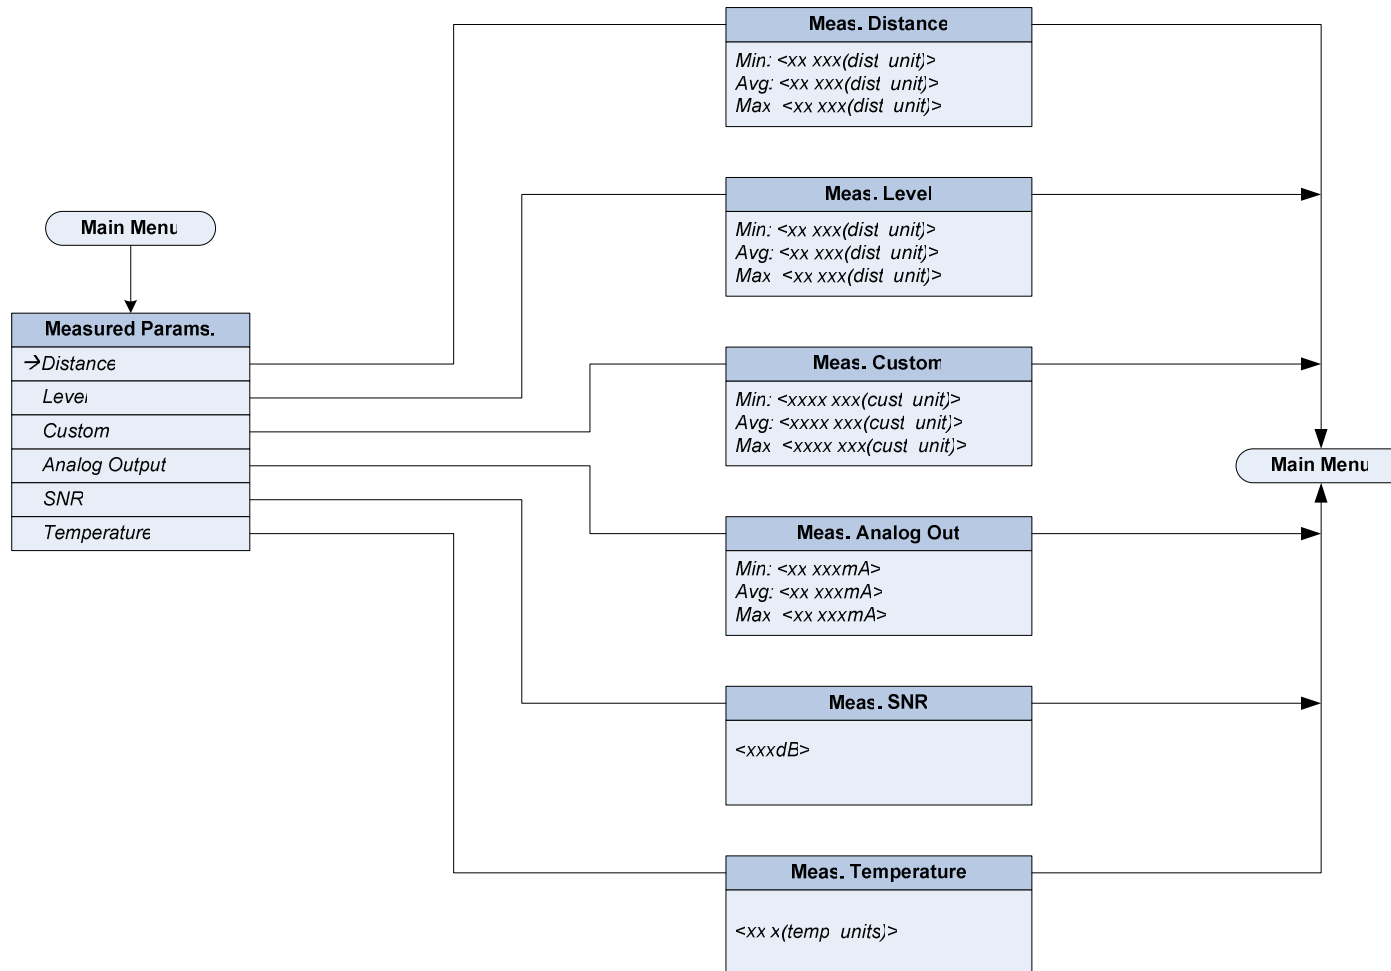 Meas. Distance
Min: <xx xxx(dist unit)>
Avg: <xx xxx(dist unit)>
Max <xx xxx(dist unit)>
Meas. Level
Min: <xx xxx(dist unit)>
Avg: <xx xxx(dist unit)>
Max <xx xxx(dist unit)>
Main Menu
Measured Params.
→Distance
Level
Custom
Analog Output
SNR
Temperature
Meas. Custom
Min: <xxxx xxx(cust unit)>
Avg: <xxxx xxx(cust unit)>
Max <xxxx xxx(cust unit)>
Main Menu
Meas. Analog Out
Min: <xx xxxmA>
Avg: <xx xxxmA>
Max <xx xxxmA>
Meas. SNR
<xxxdB>
Meas. Temperature
<xx x(temp units)>